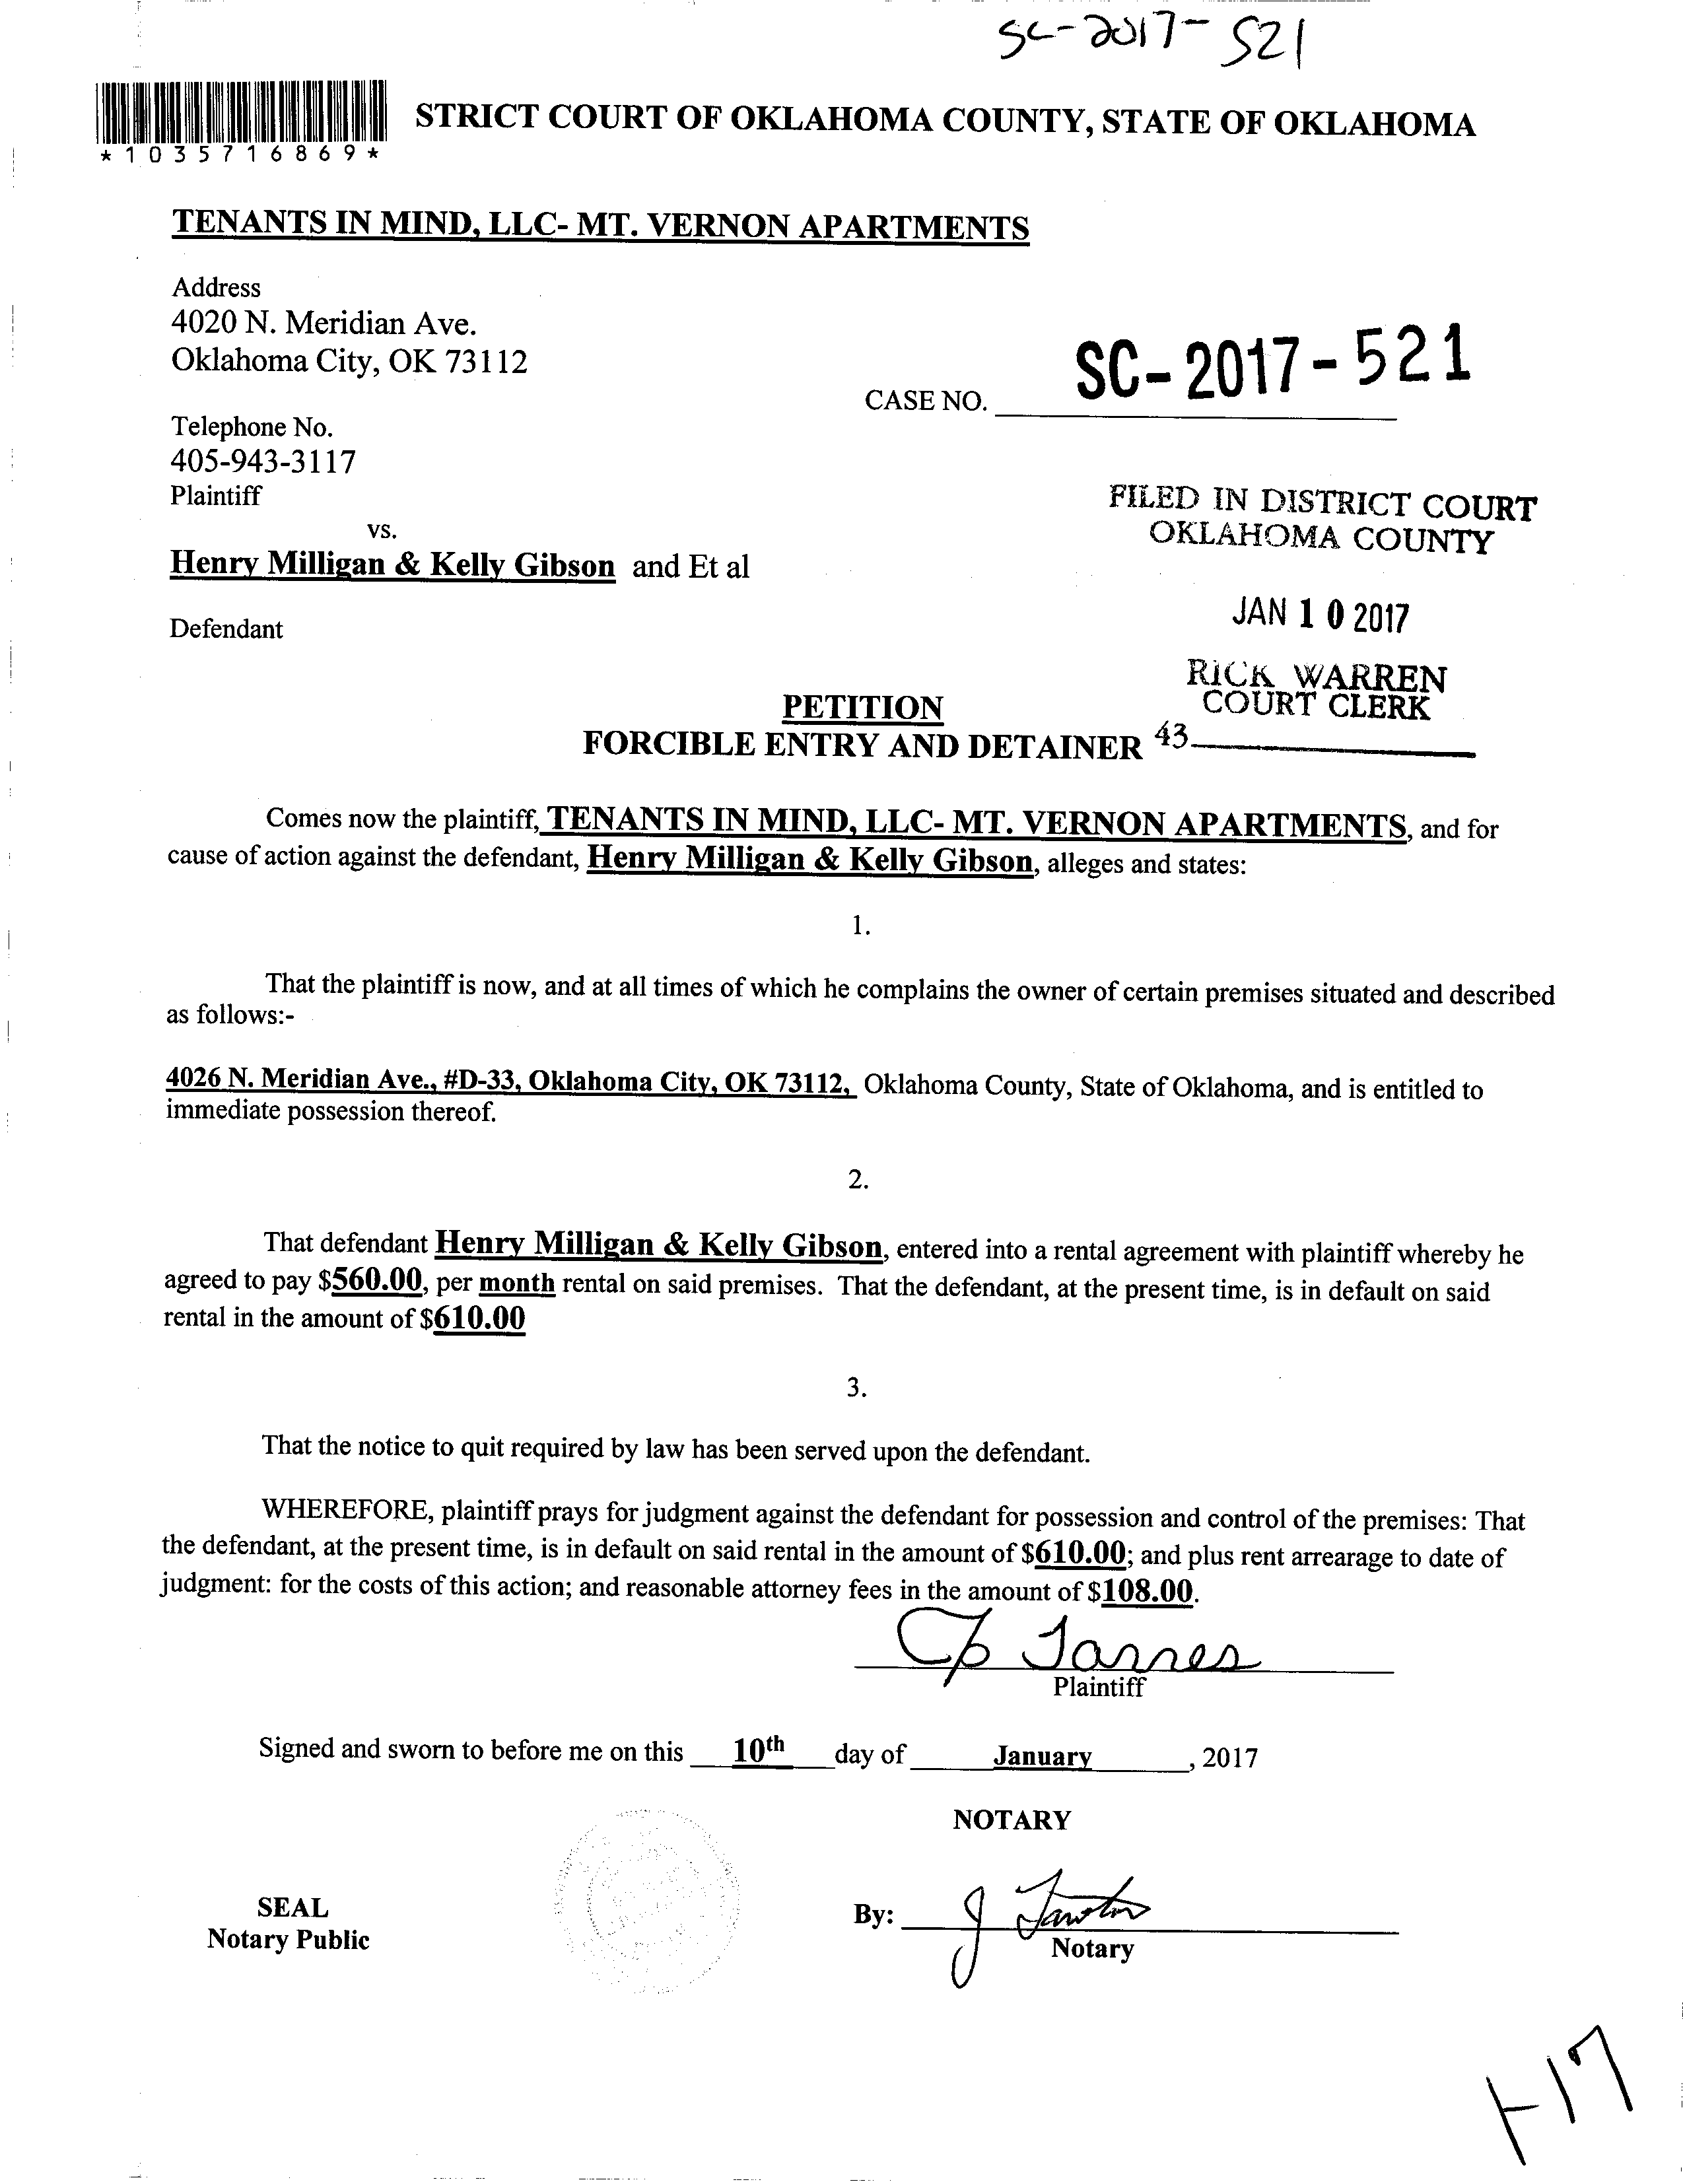 SC-2017-521
STRICT COURT OF OKLAHOMA COUNTY, STATE OF OKLAHOMA
*1035716869*
TENANTS IN MIND, LLC- MT. VERNON APARTMENTS
Address
4020 N. Meridian Ave.
Oklahoma City, OK 73112
SC-2017-521
CASE NO.
Telephone No.
405-943-3117
Plaintiff
FILED IN DISTRICT COURT
OKLAHOMA COUNTY
vs.
Henry Milligan & Kelly Gibson and Et al
JAN 10 2017
Defendant
RICK WARREN
COURT CLERK
43
PETITION
FORCIBLE ENTRY AND DETAINER
Comes now the plaintiff, TENANTS IN MIND, LLC- MT. VERNON APARTMENTS, and for
cause of action against the defendant, Henry Milligan & Kelly Gibson, alleges and states:
1.
That the plaintiff is now, and at all times of which he complains the owner of certain premises situated and described
as follows:-
4026 N. Meridian Ave., #D-33, Oklahoma City, OK 73112, Oklahoma County, State of Oklahoma, and is entitled to
immediate possession thereof.
2.
That defendant Henry Milligan & Kelly Gibson, entered into a rental agreement with plaintiff whereby he
agreed to pay $560.00, per month rental on said premises. That the defendant, at the present time, is in default on said
rental in the amount of $610.00
3.
That the notice to quit required by law has been served upon the defendant.
WHEREFORE, plaintiff prays for judgment against the defendant for possession and control of the premises: That
the defendant, at the present time, is in default on said rental in the amount of $610.00; and plus rent arrearage to date of
judgment: for the costs of this action; and reasonable attorney fees in the amount of $108.00.
Plaintiff
Signed and sworn to before me on this 10th day of January, 2017
NOTARY
SEAL
Notary Public
By:
Notary
1-17